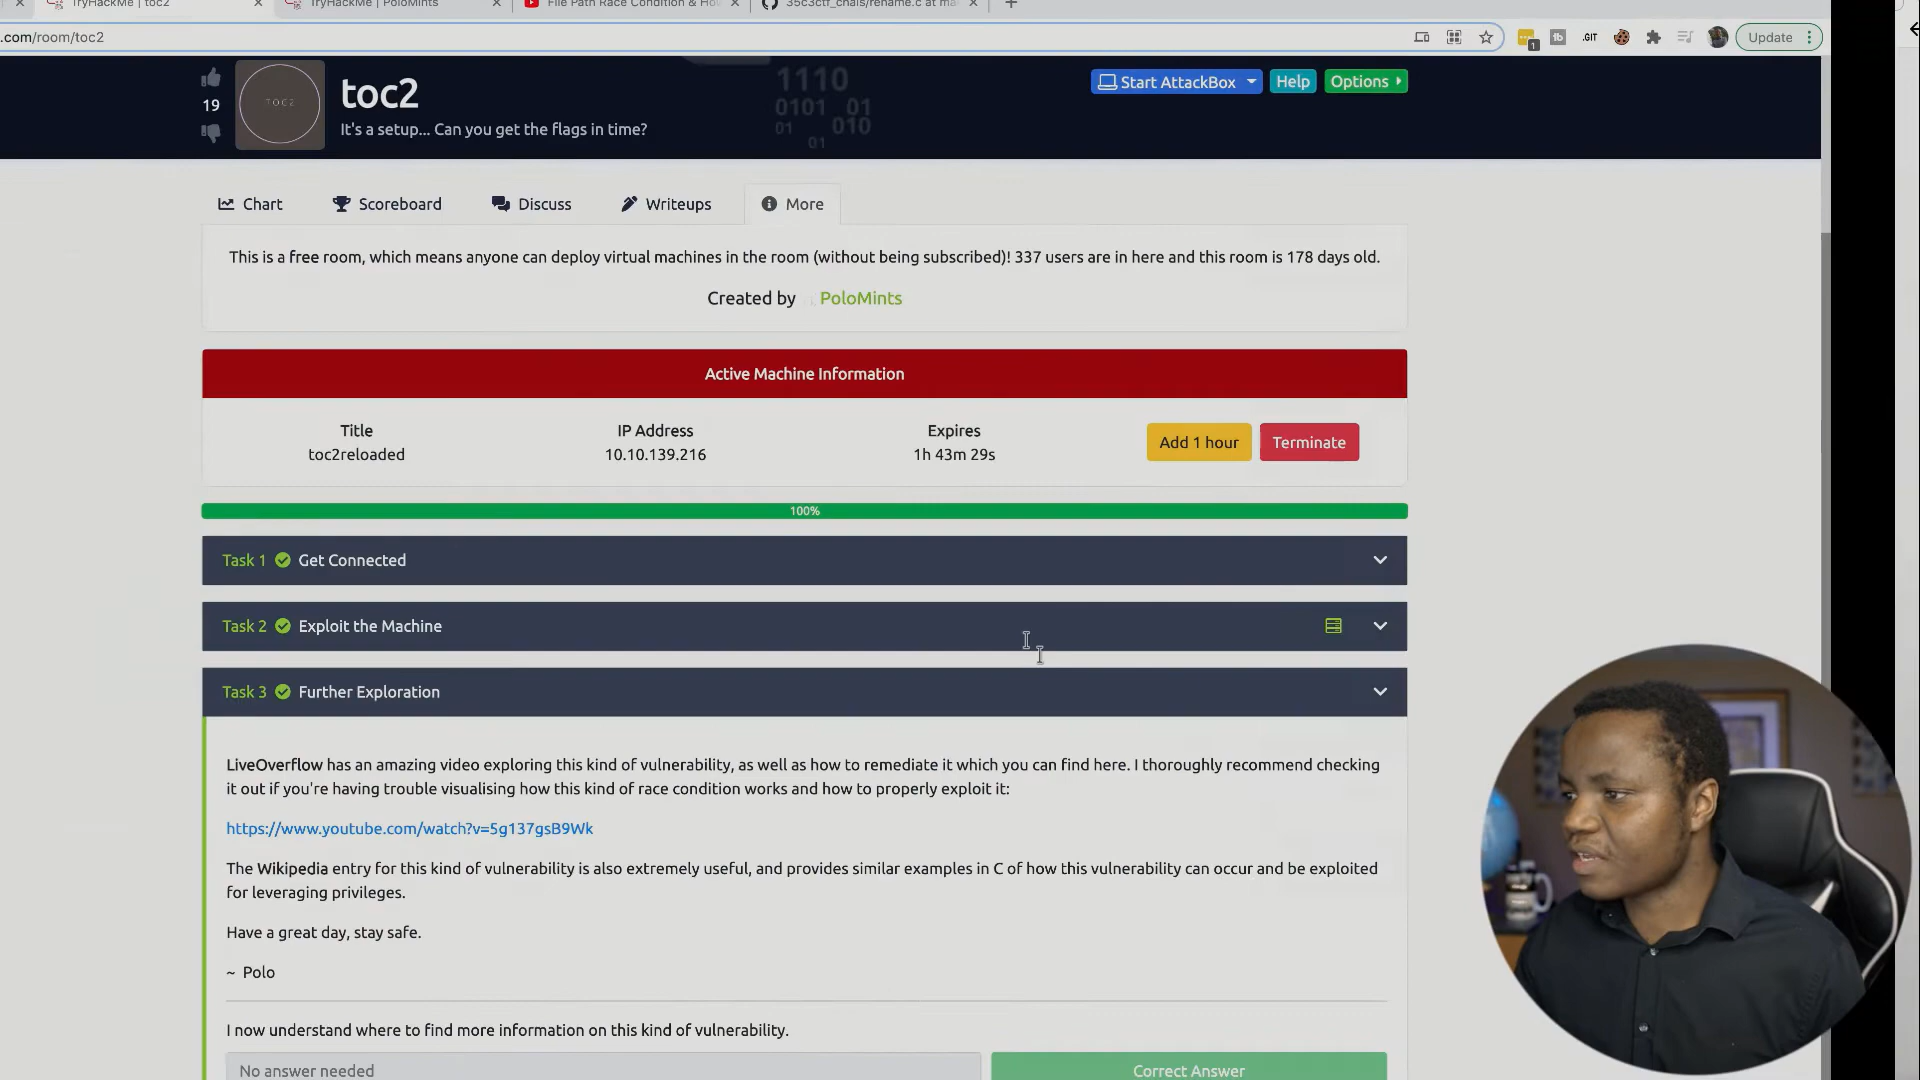 TryHackMe | toc2
TryHackMe | PoloMints
File Path Race Condition & Ho
35c3ctf_chals/rename.c at ma
.com/room/toc2
.GIT
1
Update
19
TOC2
toc2
It's a setup... Can you get the flags in time?
1110
0101 01
01 010
01
Start AttackBox
Help
Options
Chart
Scoreboard
Discuss
Writeups
More
This is a free room, which means anyone can deploy virtual machines in the room (without being subscribed)! 337 users are in here and this room is 178 days old.
Created by PoloMints
Active Machine Information
Title
IP Address
Expires
toc2reloaded
10.10.139.216
1h 43m 29s
Add 1 hour
Terminate
100%
Task 1 Get Connected
Task 2 Exploit the Machine
Task 3 Further Exploration
LiveOverflow has an amazing video exploring this kind of vulnerability, as well as how to remediate it which you can find here. I thoroughly recommend checking
it out if you're having trouble visualising how this kind of race condition works and how to properly exploit it:
https://www.youtube.com/watch?v=5g137gsB9Wk
The Wikipedia entry for this kind of vulnerability is also extremely useful, and provides similar examples in C of how this vulnerability can occur and be exploited
for leveraging privileges.
Have a great day, stay safe.
~ Polo
I now understand where to find more information on this kind of vulnerability.
No answer needed
Correct Answer